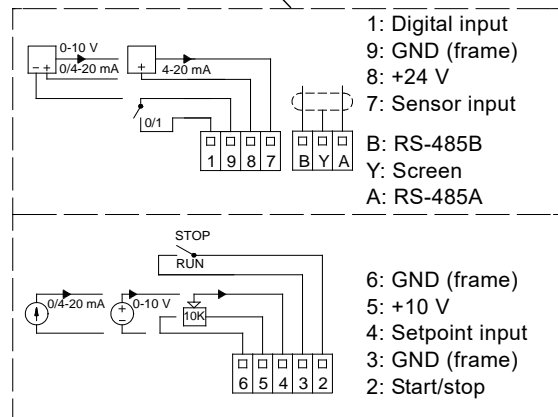 1: Digital input
9: GND (frame)
8: +24 V
7: Sensor input
B: RS-485B
Y: Screen
A: RS-485A
0-10 V
0/4-20 mA
4-20 mA
- +
+
0/1
1 9 8 7
B Y A
STOP
RUN
0/4-20 mA
0-10 V
+
-
10K
6 5 4 3 2
6: GND (frame)
5: +10 V
4: Setpoint input
3: GND (frame)
2: Start/stop